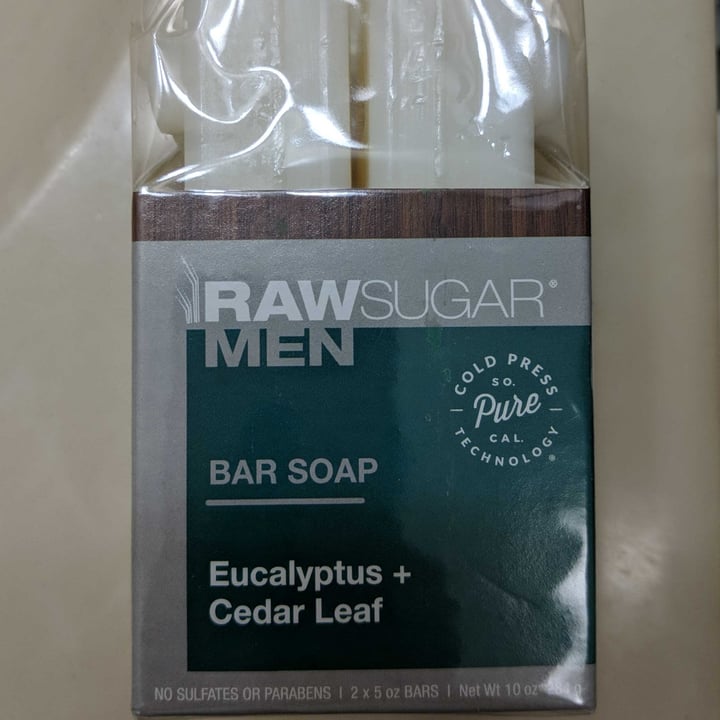 RAWSUGAR®
MEN
COLD PRESS
SO.
Pure
CAL.
TECHNOLOGY®
BAR SOAP
Eucalyptus +
Cedar Leaf
NO SULFATES OR PARABENS | 2 x 5 oz BARS | Net Wt 10 oz